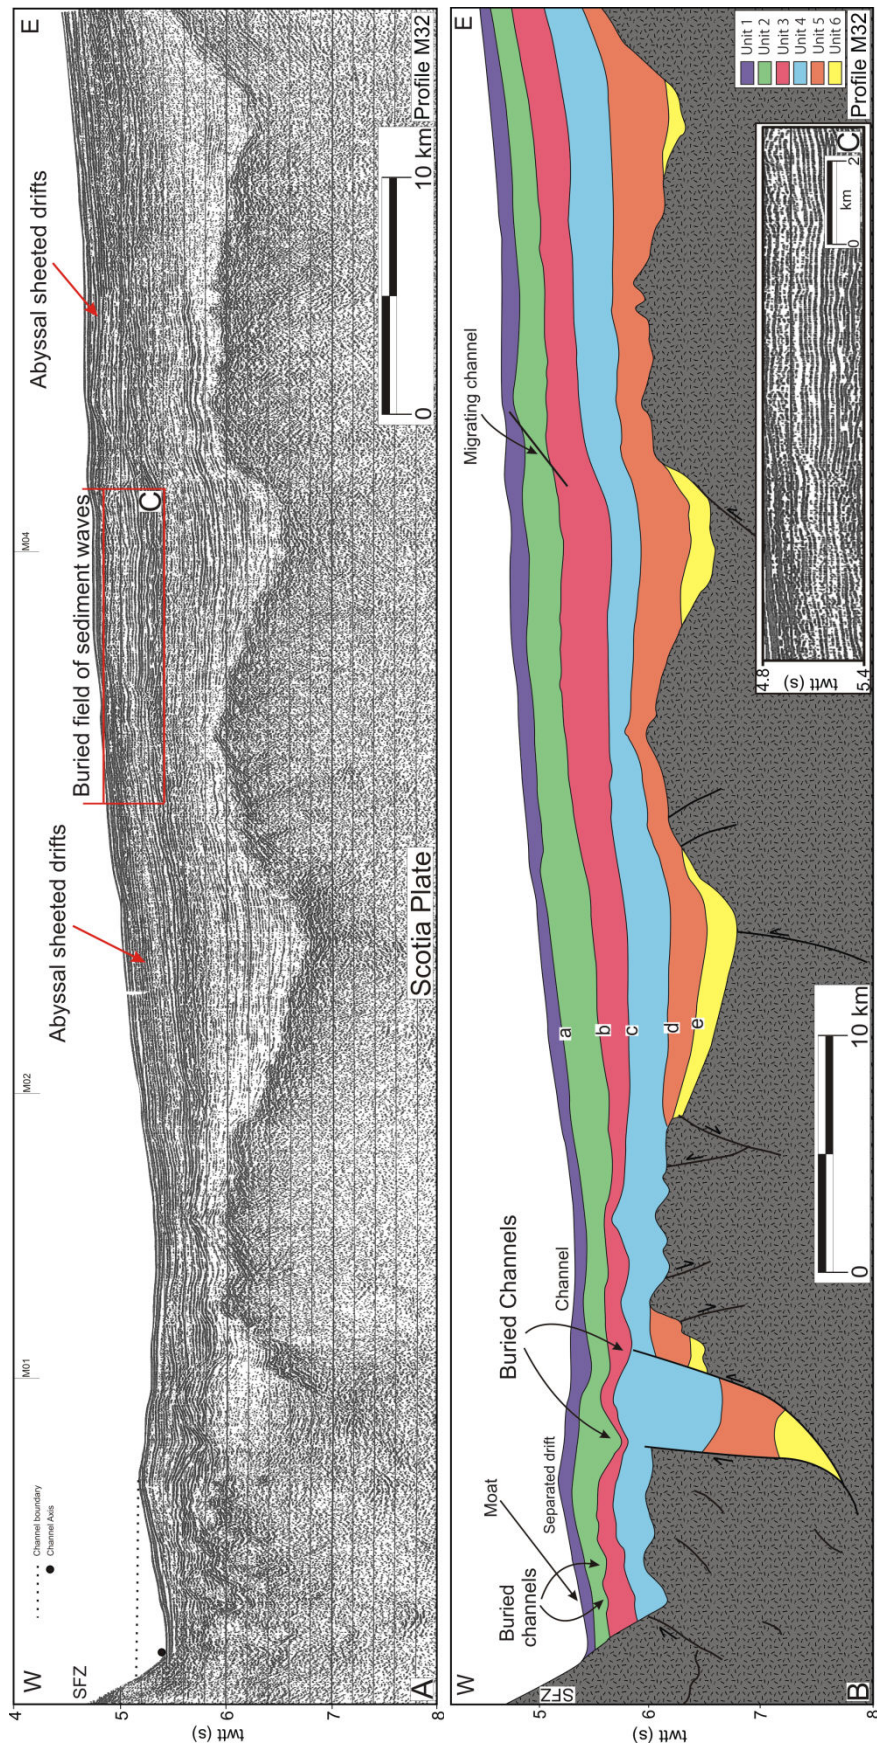 W
E
SFZ
M01
M02
M04
Channel boundary
Channel Axis
Abyssal sheeted drifts
Buried field of sediment waves
Abyssal sheeted drifts
C
4
5
6
7
8
twtt (s)
Scotia Plate
0
10 km
A
Profile M32
W
E
SFZ
5
6
7
8
twtt (s)
Moat
Buried channels
Separated drift
Buried Channels
Channel
Migrating channel
a
b
c
d
e
0
10 km
4.8
5.4
twtt (s)
0
2
km
C
Unit 1
Unit 2
Unit 3
Unit 4
Unit 5
Unit 6
B
Profile M32